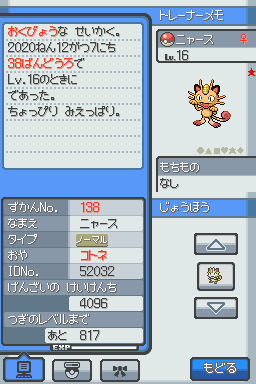 おくびょうな せいかく。
2020ねん12がつ7にち
38ばんどうろで
Lv.16のときに
であった。
ちょっぴり みえっぱり。
トレーナーメモ
ニャース ♀
Lv.16
もちもの
なし
ずかんNo. 138
なまえ ニャース
タイプ ノーマル
おや コトネ
IDNo. 52032
げんざいの けいけんち
4096
つぎのレベルまで
あと 817
EXP
じょうほう
もどる